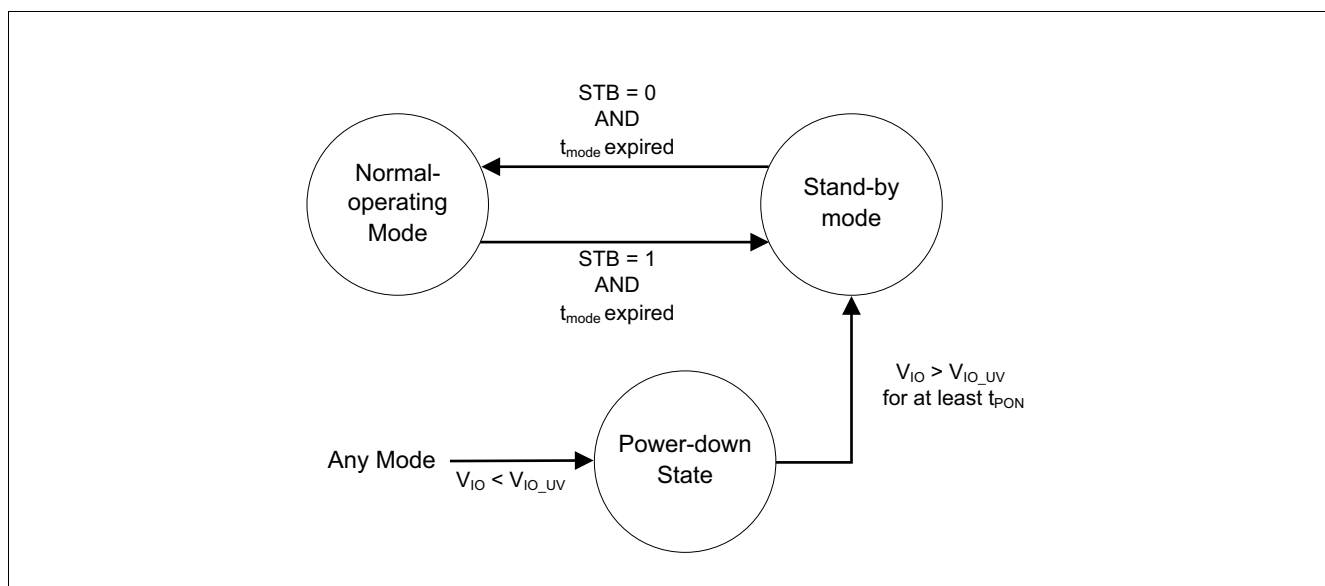 STB = 0
AND
tmode expired
Normal-
operating
Mode
Stand-by
mode
STB = 1
AND
tmode expired
VIO > VIO_UV
for at least tPON
Power-down
State
Any Mode
VIO < VIO_UV